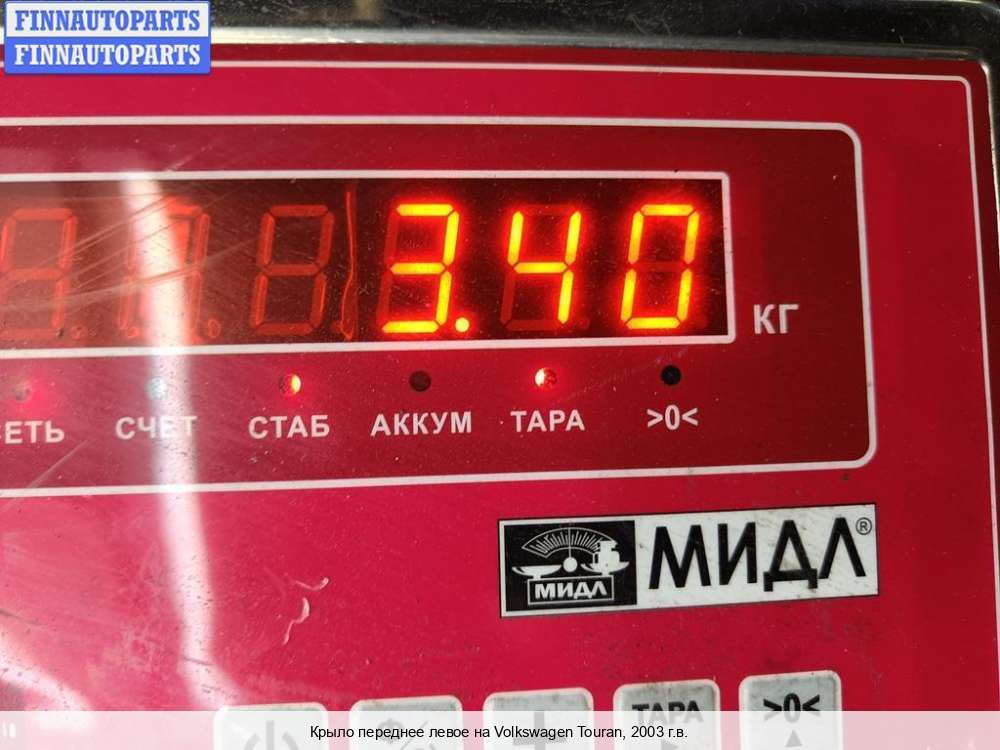 FINNAUTOPARTS
FINNAUTOPARTS
3.40
КГ
СЧЕТ СТАБ АККУМ ТАРА >0<
МИДЛ МИДЛ®
ТАРА >0<
Крыло переднее левое на Volkswagen Touran, 2003 г.в.